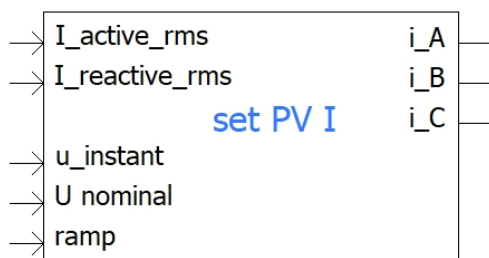 I_active_rms i_A
I_reactive_rms i_B
set PV I i_C
u_instant
U nominal
ramp